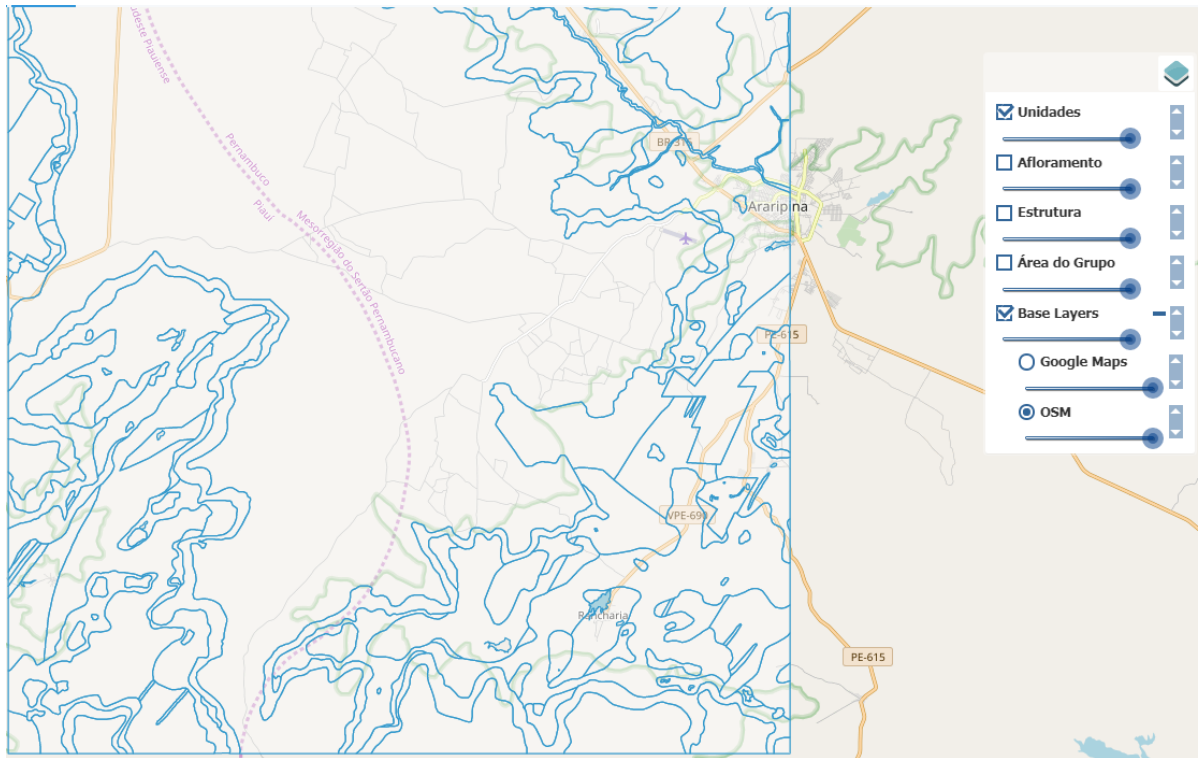 udeste Piauiense
Pernambuco
Piauí
Mesorregião do Sertão Pernambucano
BR-316
Araripina
PE-615
VPE-690
Rancharia
PE-615
Unidades
Afloramento
Estrutura
Área do Grupo
Base Layers
Google Maps
OSM